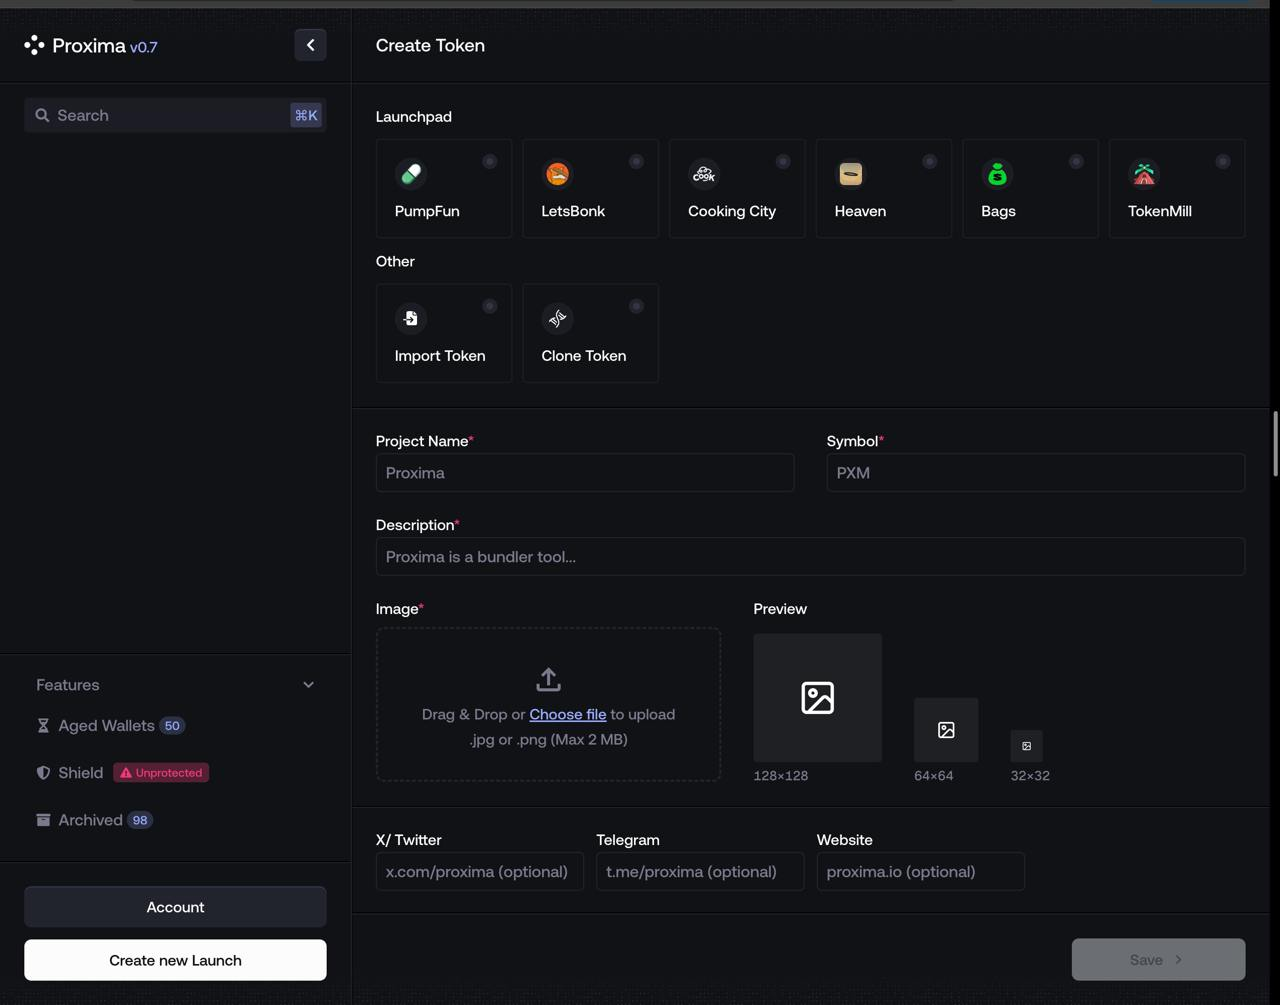 Proxima v0.7
Create Token
Search ⌘K
Launchpad
PumpFun
LetsBonk
COOK
Cooking City
Heaven
Bags
TokenMill
Other
Import Token
Clone Token
Project Name*
Symbol*
Proxima
PXM
Description*
Proxima is a bundler tool...
Image*
Preview
Drag & Drop or Choose file to upload
.jpg or .png (Max 2 MB)
128×128
64×64
32×32
Features
Aged Wallets 50
Shield Unprotected
Archived 98
X/ Twitter
Telegram
Website
x.com/proxima (optional)
t.me/proxima (optional)
proxima.io (optional)
Account
Create new Launch
Save